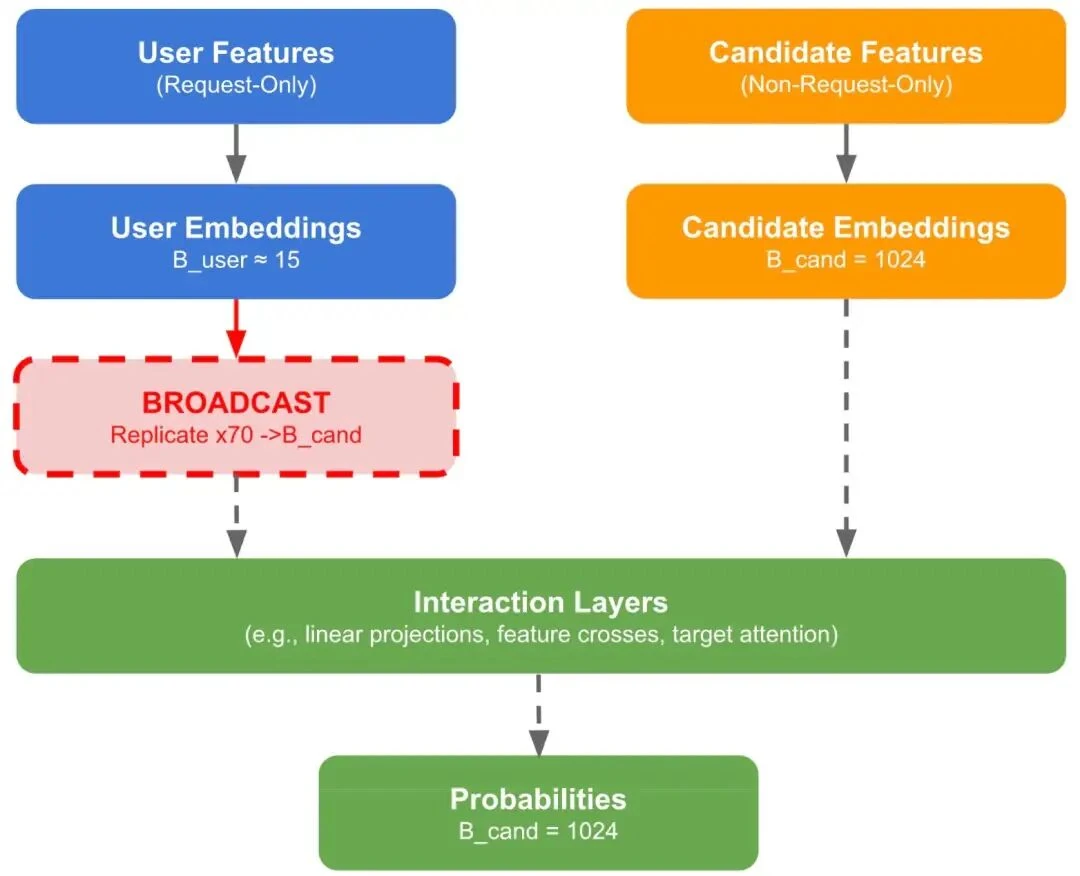 User Features
(Request-Only)
Candidate Features
(Non-Request-Only)
User Embeddings
B_user ≈ 15
Candidate Embeddings
B_cand = 1024
BROADCAST
Replicate x70 ->B_cand
Interaction Layers
(e.g., linear projections, feature crosses, target attention)
Probabilities
B_cand = 1024